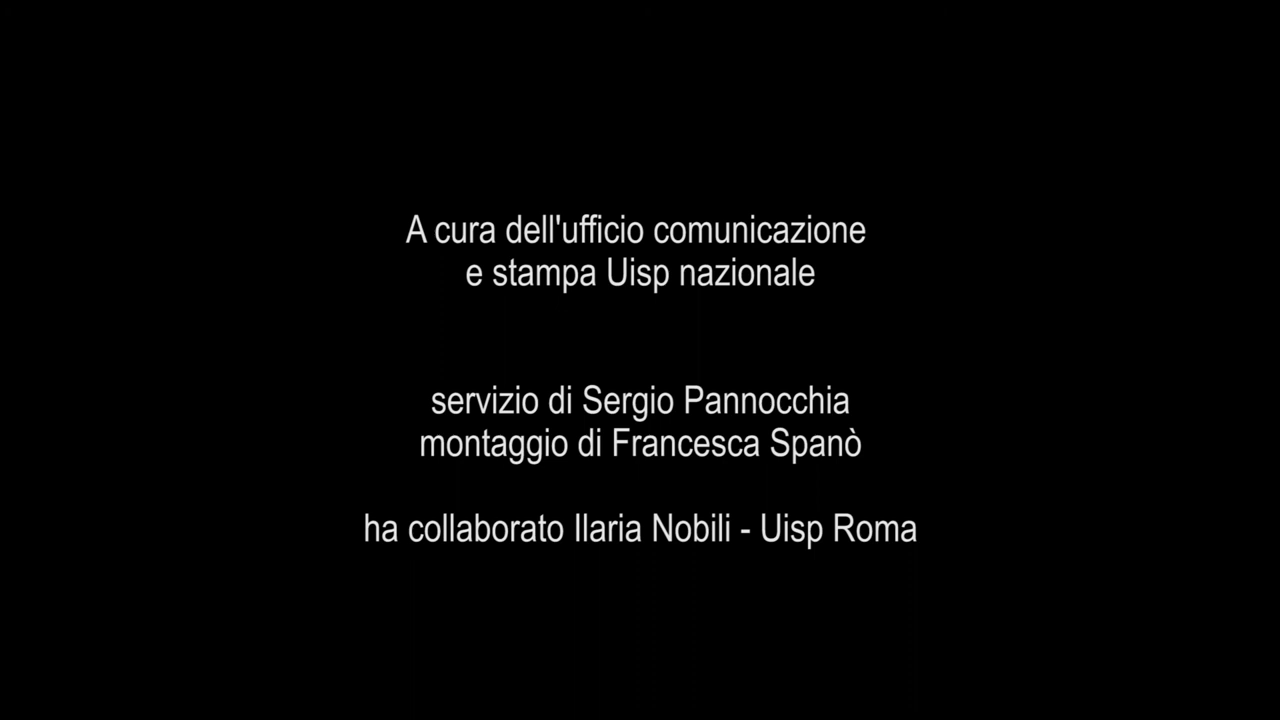 A cura dell'ufficio comunicazione
e stampa Uisp nazionale
servizio di Sergio Pannocchia
montaggio di Francesca Spanò
ha collaborato Ilaria Nobili - Uisp Roma